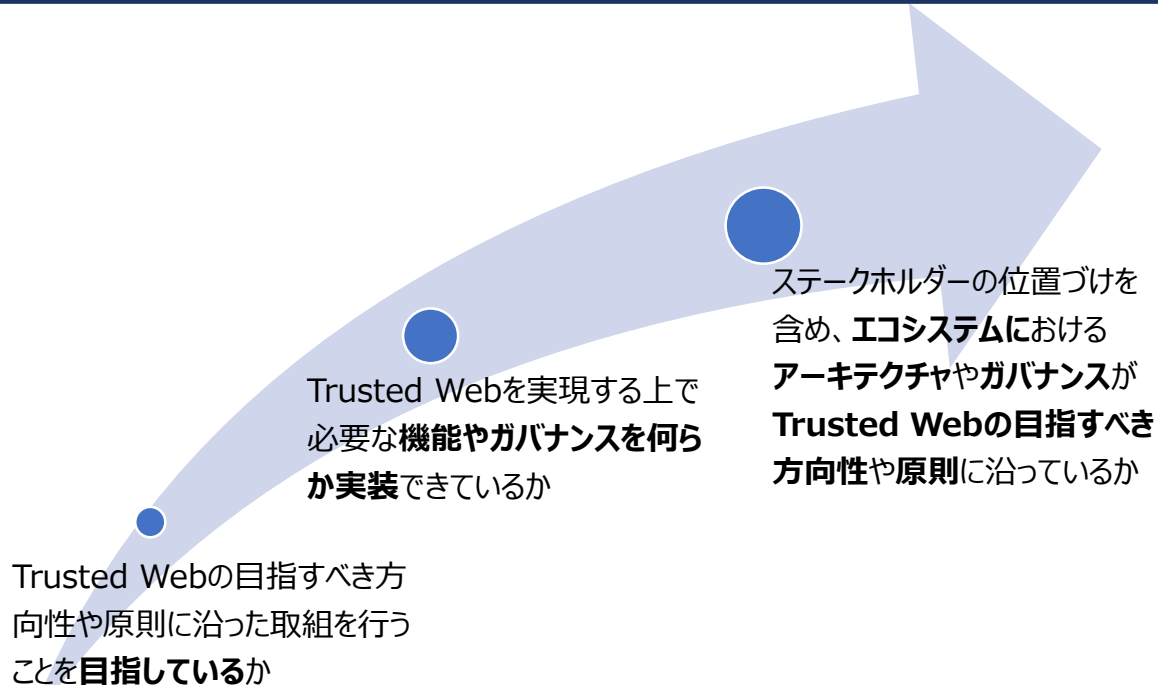 ステークホルダーの位置づけを
含め、エコシステムにおける
アーキテクチャやガバナンスが
Trusted Webの目指すべき
方向性や原則に沿っているか
Trusted Webを実現する上で
必要な機能やガバナンスを何ら
か実装できているか
Trusted Webの目指すべき方
向性や原則に沿った取組を行う
ことを目指しているか